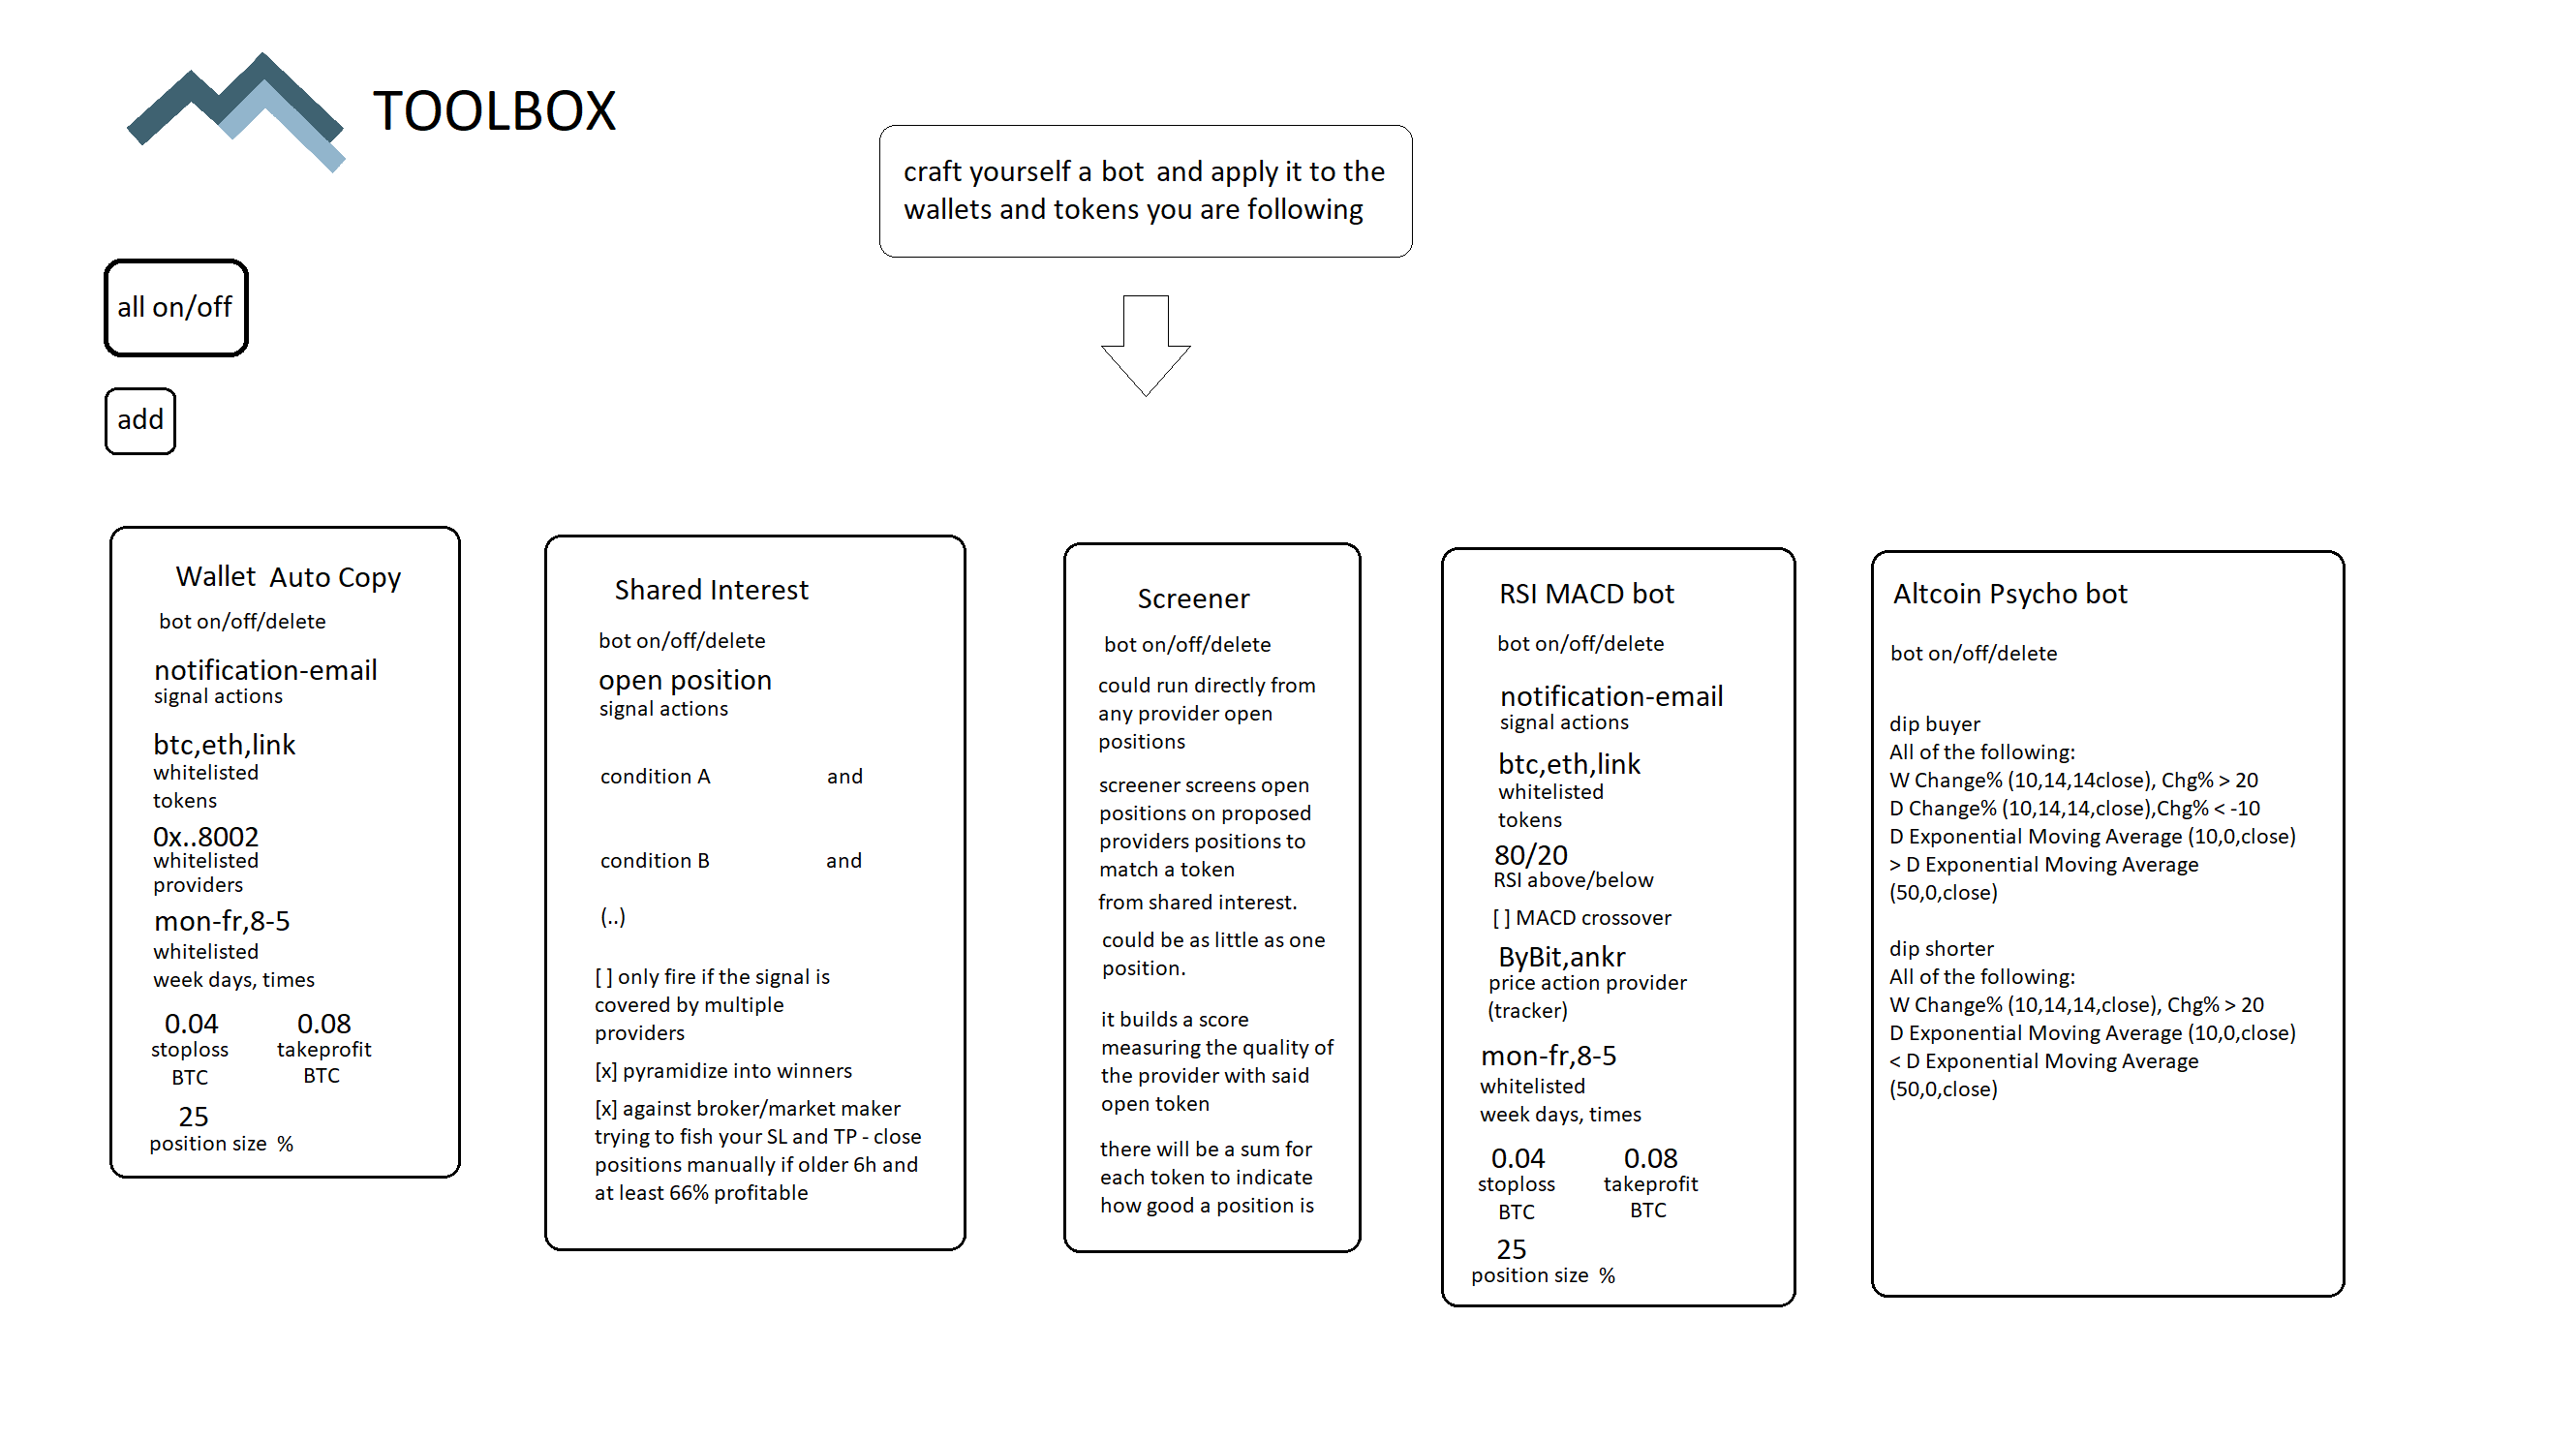 TOOLBOX
craft yourself a bot and apply it to the
wallets and tokens you are following
all on/off
add
Wallet Auto Copy
bot on/off/delete
notification-email
signal actions
btc,eth,link
whitelisted
tokens
0x..8002
whitelisted
providers
mon-fr,8-5
whitelisted
week days, times
0.04 0.08
stoploss takeprofit
BTC BTC
25
position size %
Shared Interest
bot on/off/delete
open position
signal actions
condition A and
condition B and
(..)
[ ] only fire if the signal is
covered by multiple
providers
[x] pyramidize into winners
[x] against broker/market maker
trying to fish your SL and TP - close
positions manually if older 6h and
at least 66% profitable
Screener
bot on/off/delete
could run directly from
any provider open
positions
screener screens open
positions on proposed
providers positions to
match a token
from shared interest.
could be as little as one
position.
it builds a score
measuring the quality of
the provider with said
open token
there will be a sum for
each token to indicate
how good a position is
RSI MACD bot
bot on/off/delete
notification-email
signal actions
btc,eth,link
whitelisted
tokens
80/20
RSI above/below
[ ] MACD crossover
ByBit,ankr
price action provider
(tracker)
mon-fr,8-5
whitelisted
week days, times
0.04 0.08
stoploss takeprofit
BTC BTC
25
position size %
Altcoin Psycho bot
bot on/off/delete
dip buyer
All of the following:
W Change% (10,14,14close), Chg% > 20
D Change% (10,14,14,close),Chg% < -10
D Exponential Moving Average (10,0,close)
> D Exponential Moving Average
(50,0,close)
dip shorter
All of the following:
W Change% (10,14,14,close), Chg% > 20
D Exponential Moving Average (10,0,close)
< D Exponential Moving Average
(50,0,close)